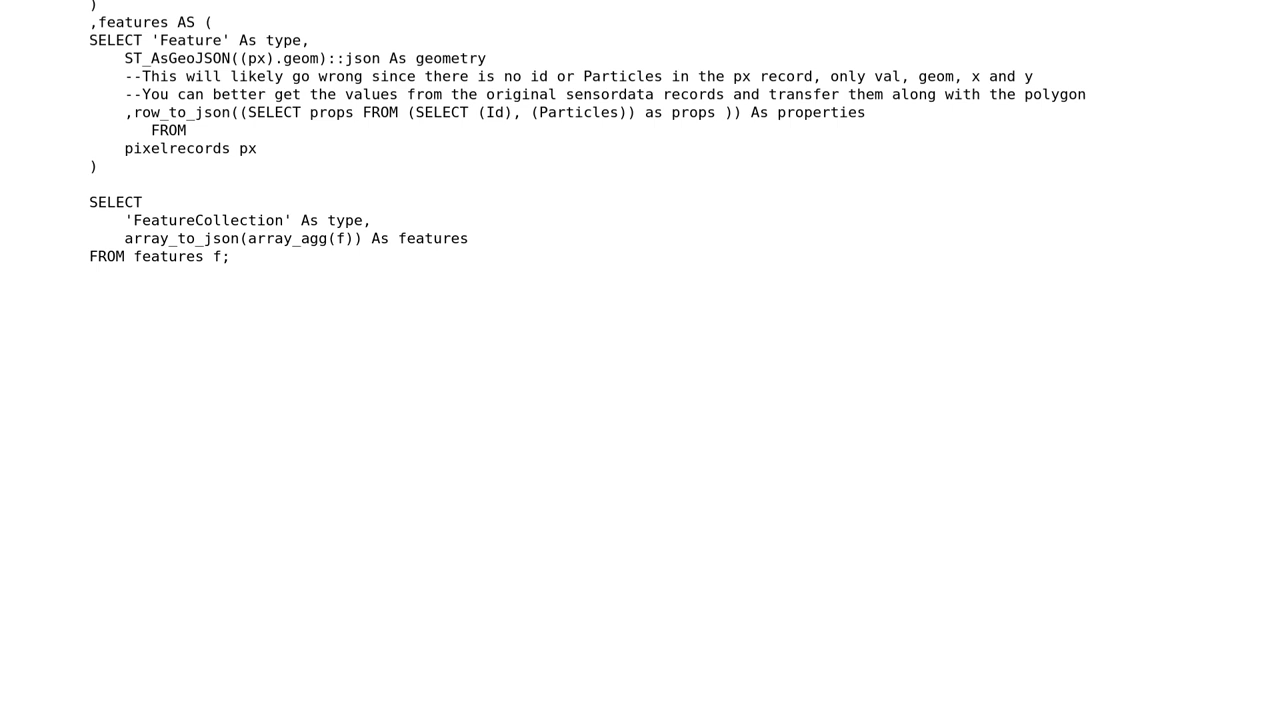 )
,features AS (
SELECT 'Feature' As type,
    ST_AsGeoJSON((px).geom)::json As geometry
    --This will likely go wrong since there is no id or Particles in the px record, only val, geom, x and y
    --You can better get the values from the original sensordata records and transfer them along with the polygon
    ,row_to_json((SELECT props FROM (SELECT (Id), (Particles)) as props )) As properties
       FROM
    pixelrecords px
)

SELECT
    'FeatureCollection' As type,
    array_to_json(array_agg(f)) As features
FROM features f;